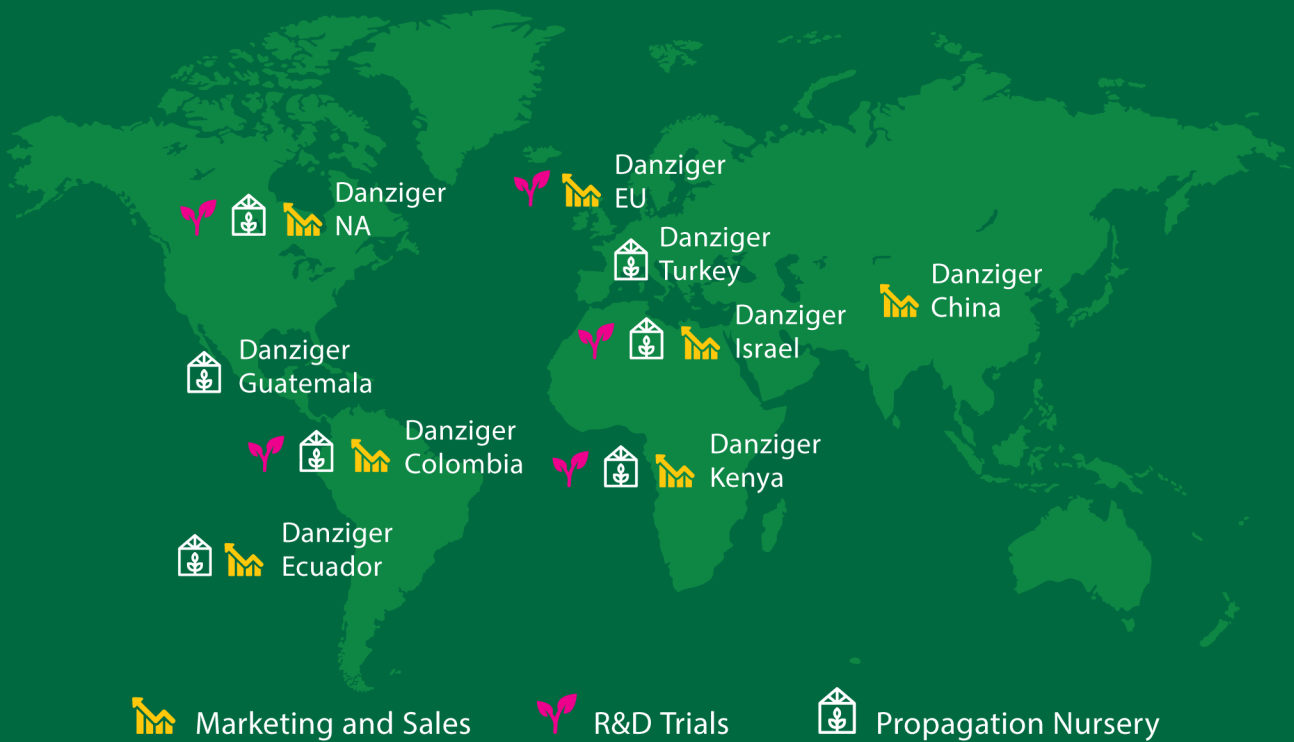 Danziger
NA
Danziger
EU
Danziger
Turkey
Danziger
China
Danziger
Israel
Danziger
Guatemala
Danziger
Colombia
Danziger
Kenya
Danziger
Ecuador
Marketing and Sales
R&D Trials
Propagation Nursery